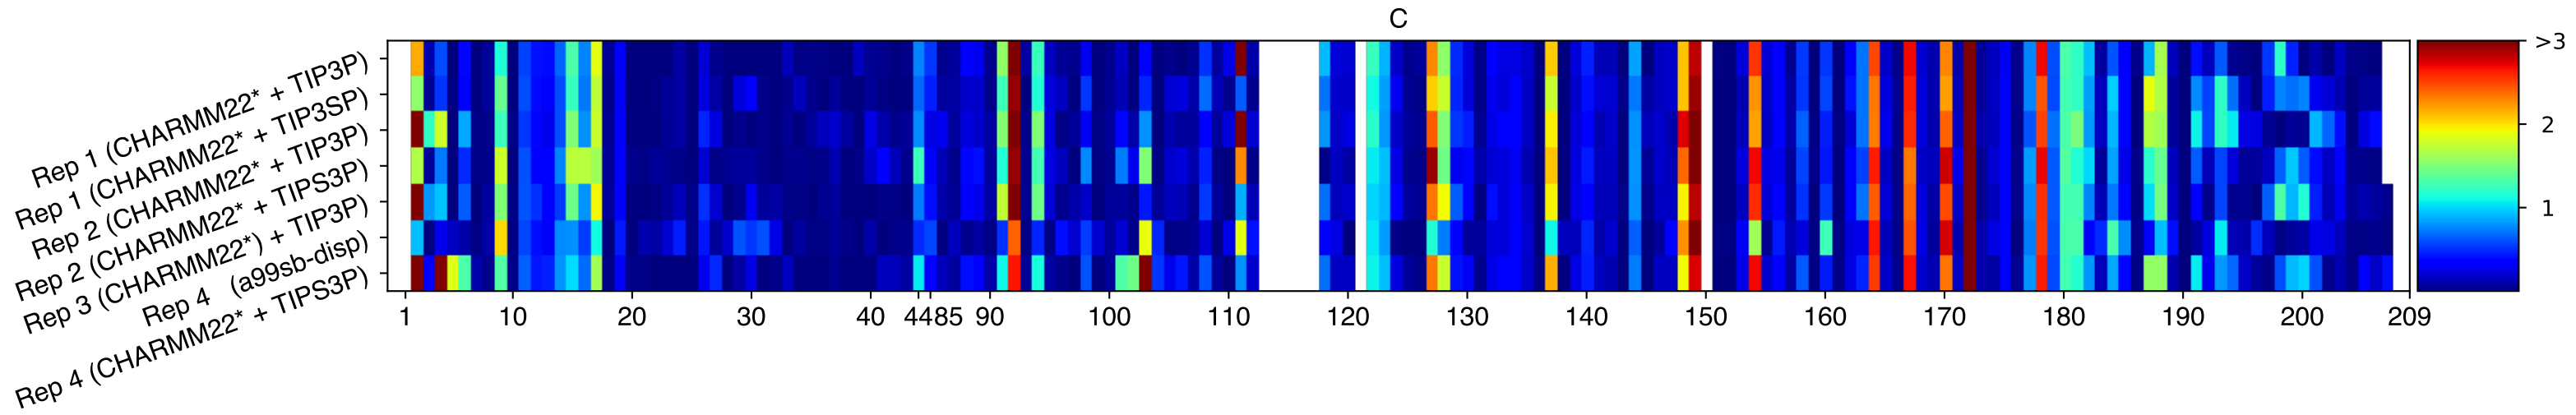 C
Rep 1 (CHARMM22* + TIP3P)
Rep 1 (CHARMM22* + TIP3SP)
Rep 2 (CHARMM22* + TIP3P)
Rep 2 (CHARMM22* + TIPS3P)
Rep 3 (CHARMM22*) + TIP3P)
Rep 4 (a99sb-disp)
Rep 4 (CHARMM22* + TIPS3P)
1 10 20 30 40 4485 90 100 110 120 130 140 150 160 170 180 190 200 209
>3
2
1